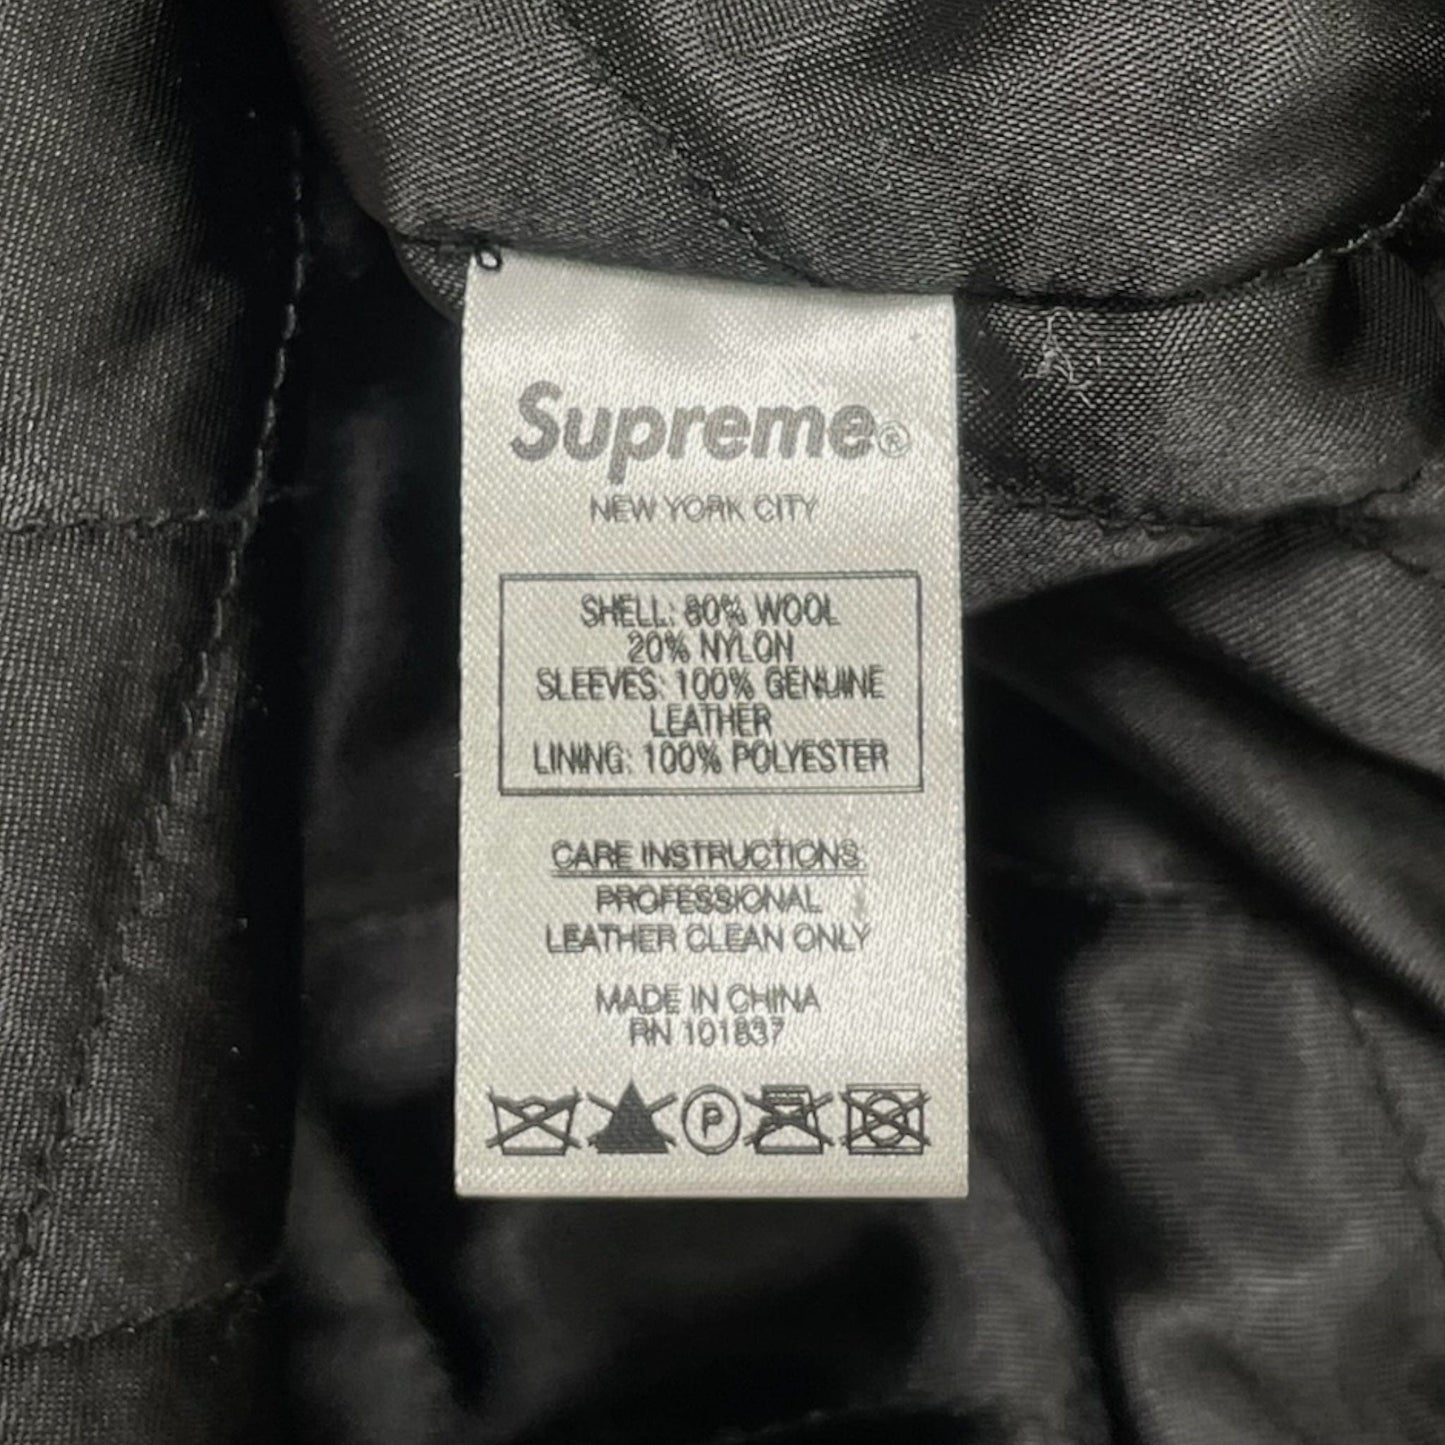 Supreme®
NEW YORK CITY
SHELL: 80% WOOL
20% NYLON
SLEEVES: 100% GENUINE
LEATHER
LINING: 100% POLYESTER
CARE INSTRUCTIONS:
PROFESSIONAL
LEATHER CLEAN ONLY
MADE IN CHINA
RN 101837
P